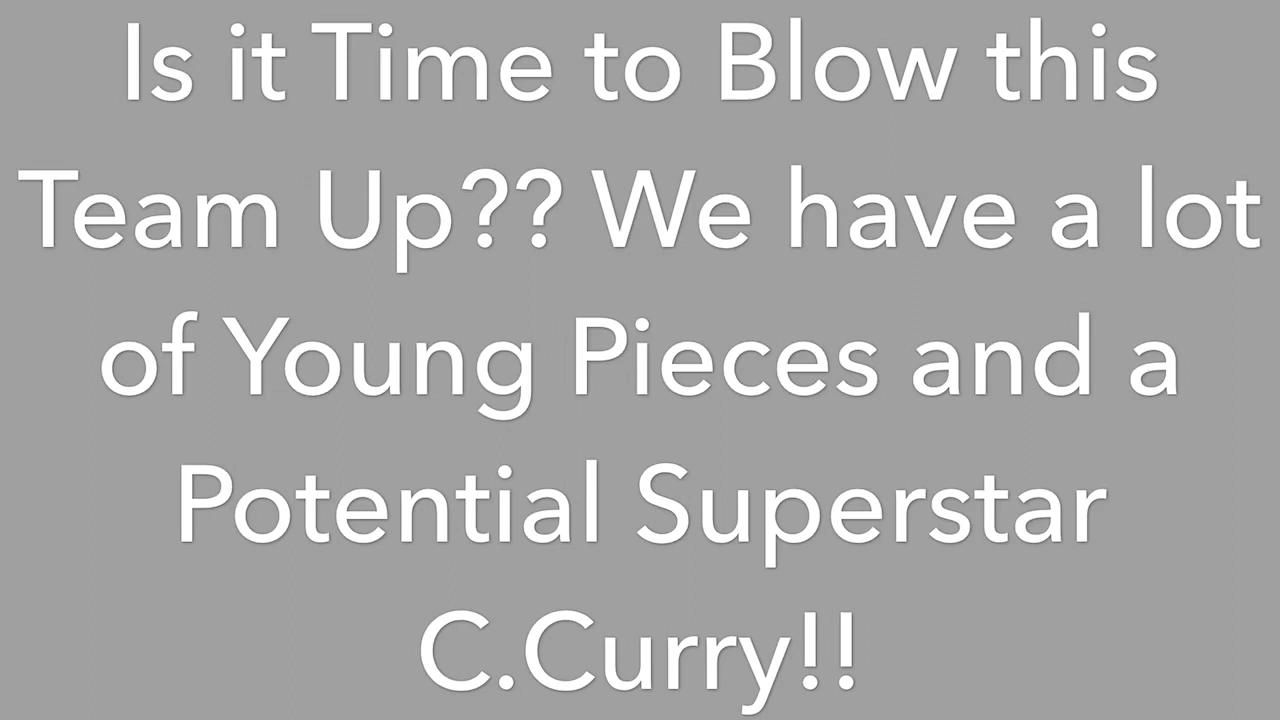 Is it Time to Blow this
Team Up?? We have a lot
of Young Pieces and a
Potential Superstar
C.Curry!!